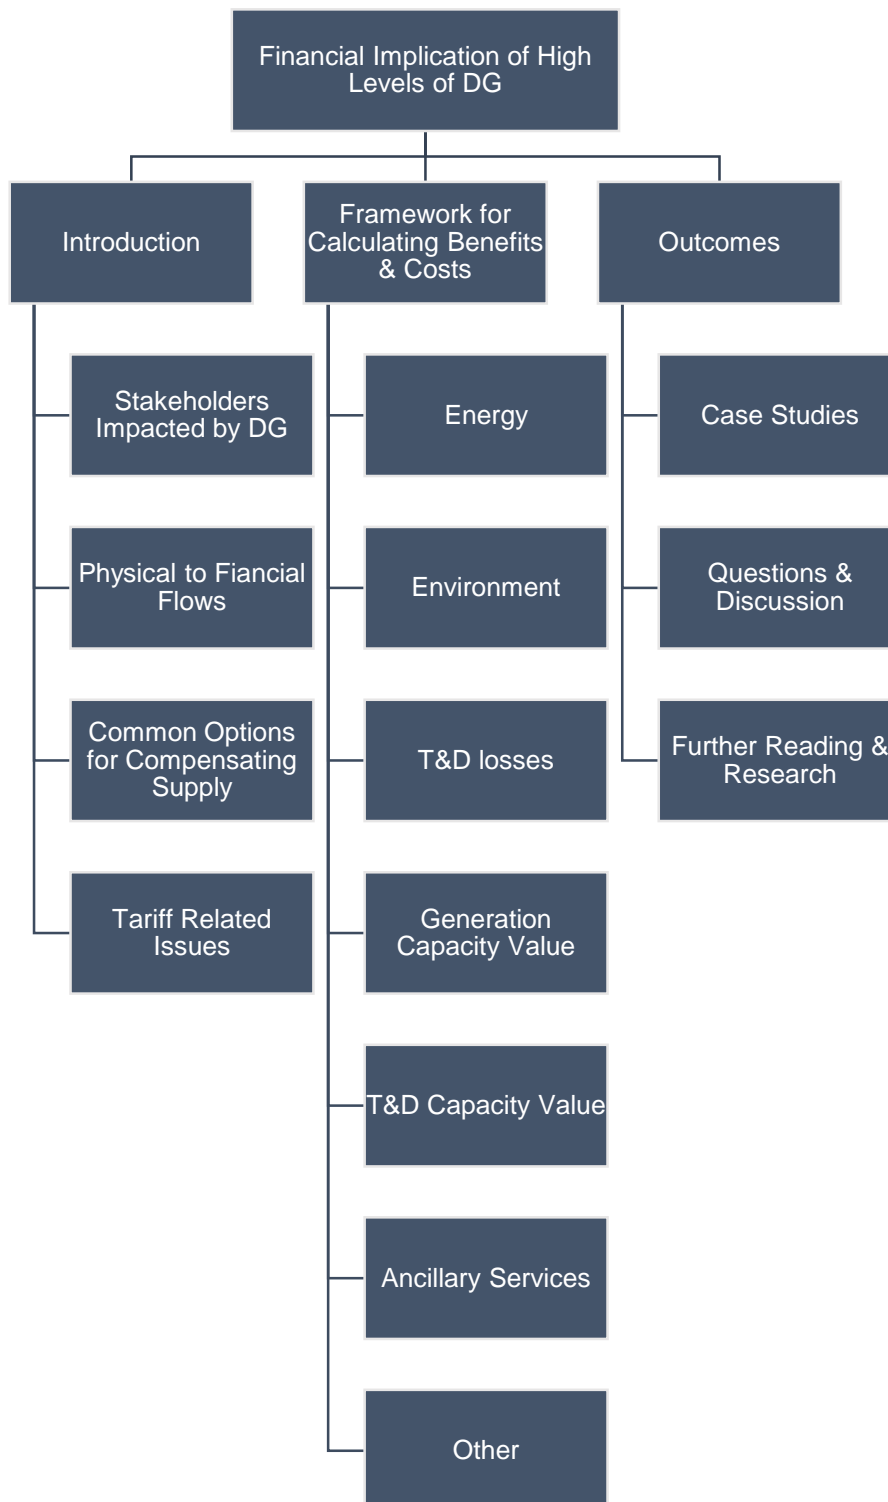 Financial Implication of High
Levels of DG
Introduction
Stakeholders
Impacted by DG
Physical to Fiancial
Flows
Common Options
for Compensating
Supply
Tariff Related
Issues
Framework for
Calculating Benefits
& Costs
Energy
Environment
T&D losses
Generation
Capacity Value
T&D Capacity Value
Ancillary Services
Other
Outcomes
Case Studies
Questions &
Discussion
Further Reading &
Research